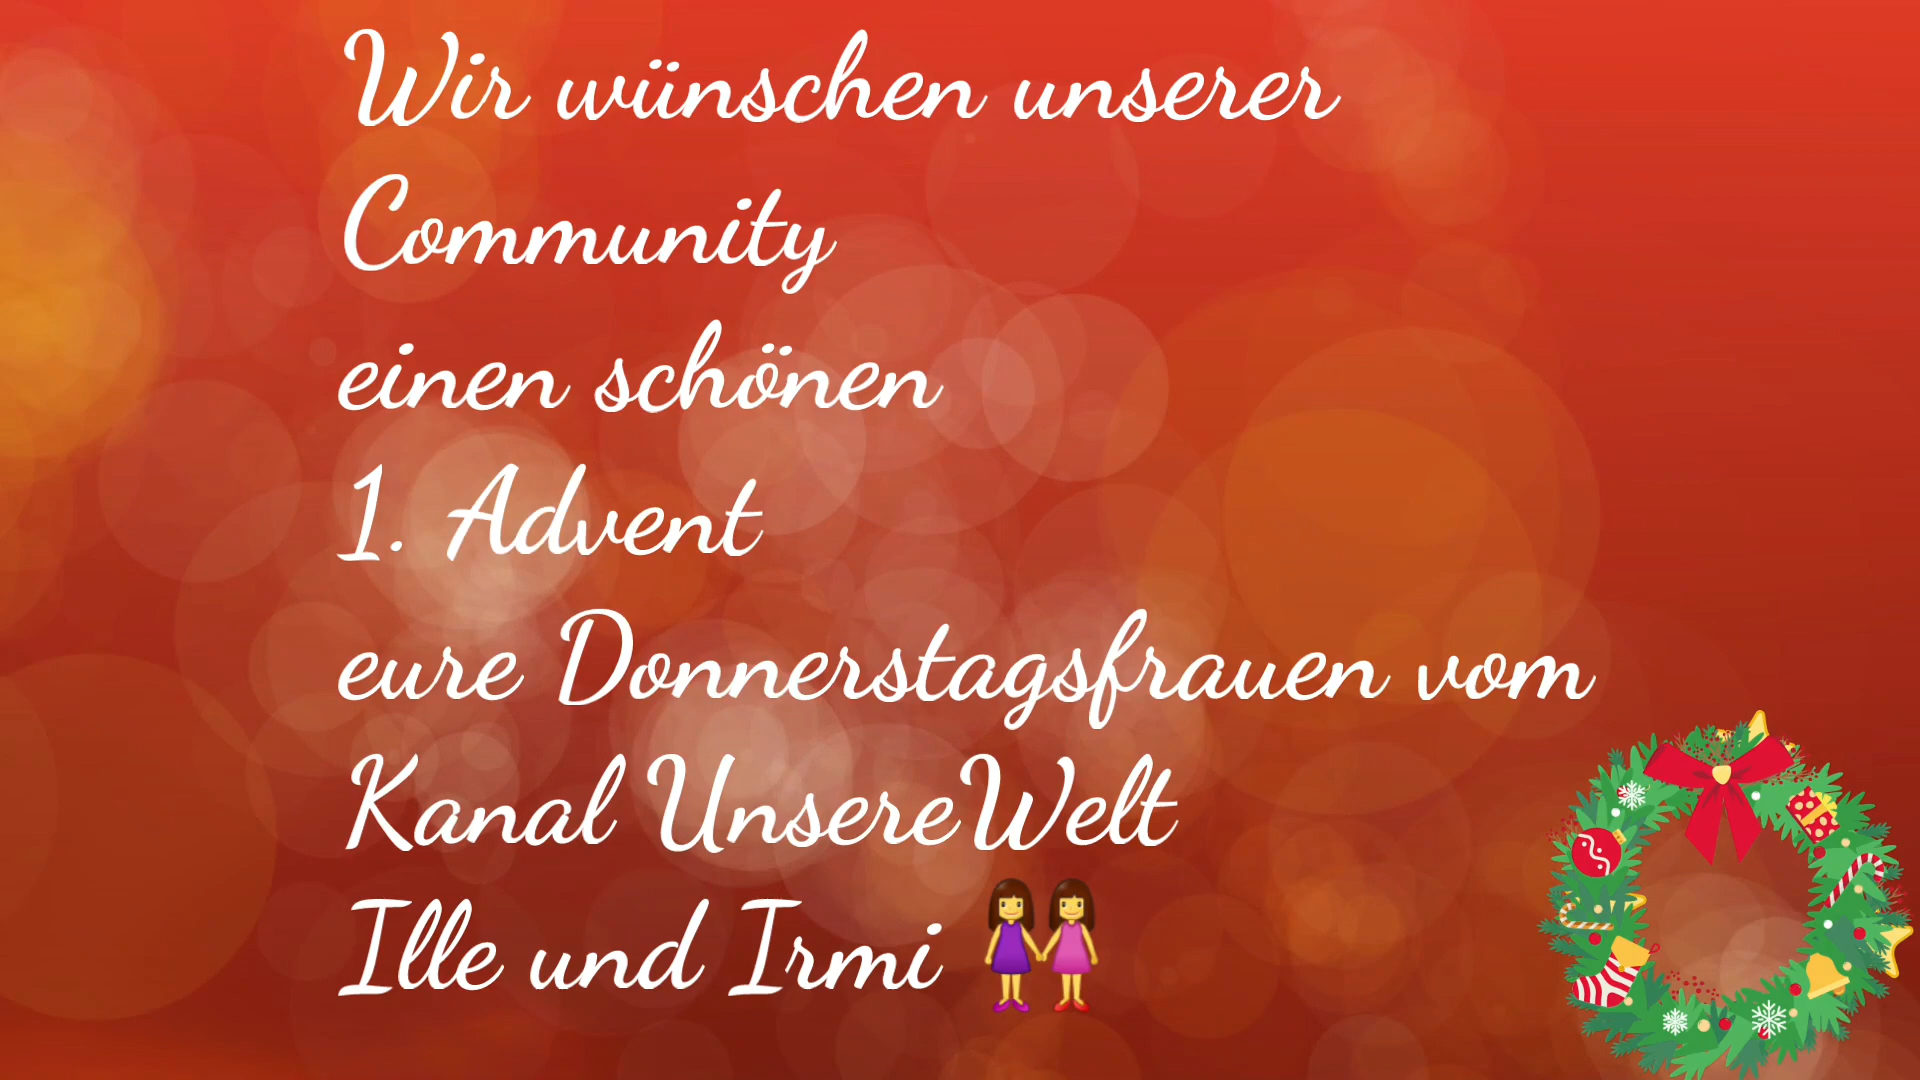 Wir wünschen unserer
Community
einen schönen
1. Advent
eure Donnerstagsfrauen vom
Kanal UnsereWelt
Ille und Irmi 👭